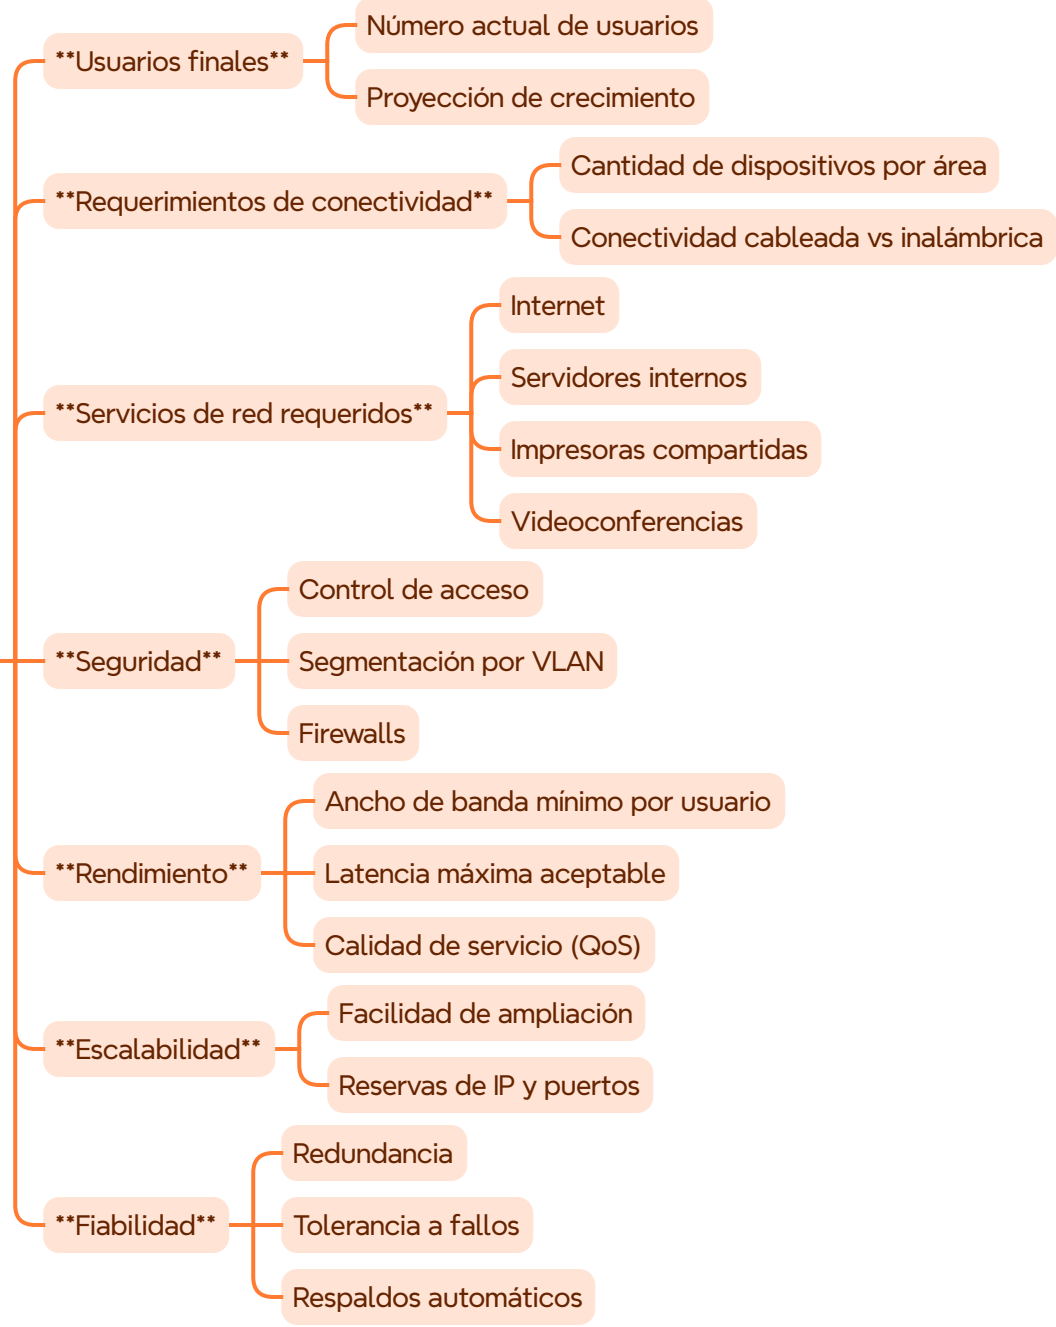 **Usuarios finales**
Número actual de usuarios
Proyección de crecimiento
**Requerimientos de conectividad**
Cantidad de dispositivos por área
Conectividad cableada vs inalámbrica
**Servicios de red requeridos**
Internet
Servidores internos
Impresoras compartidas
Videoconferencias
**Seguridad**
Control de acceso
Segmentación por VLAN
Firewalls
**Rendimiento**
Ancho de banda mínimo por usuario
Latencia máxima aceptable
Calidad de servicio (QoS)
**Escalabilidad**
Facilidad de ampliación
Reservas de IP y puertos
**Fiabilidad**
Redundancia
Tolerancia a fallos
Respaldos automáticos